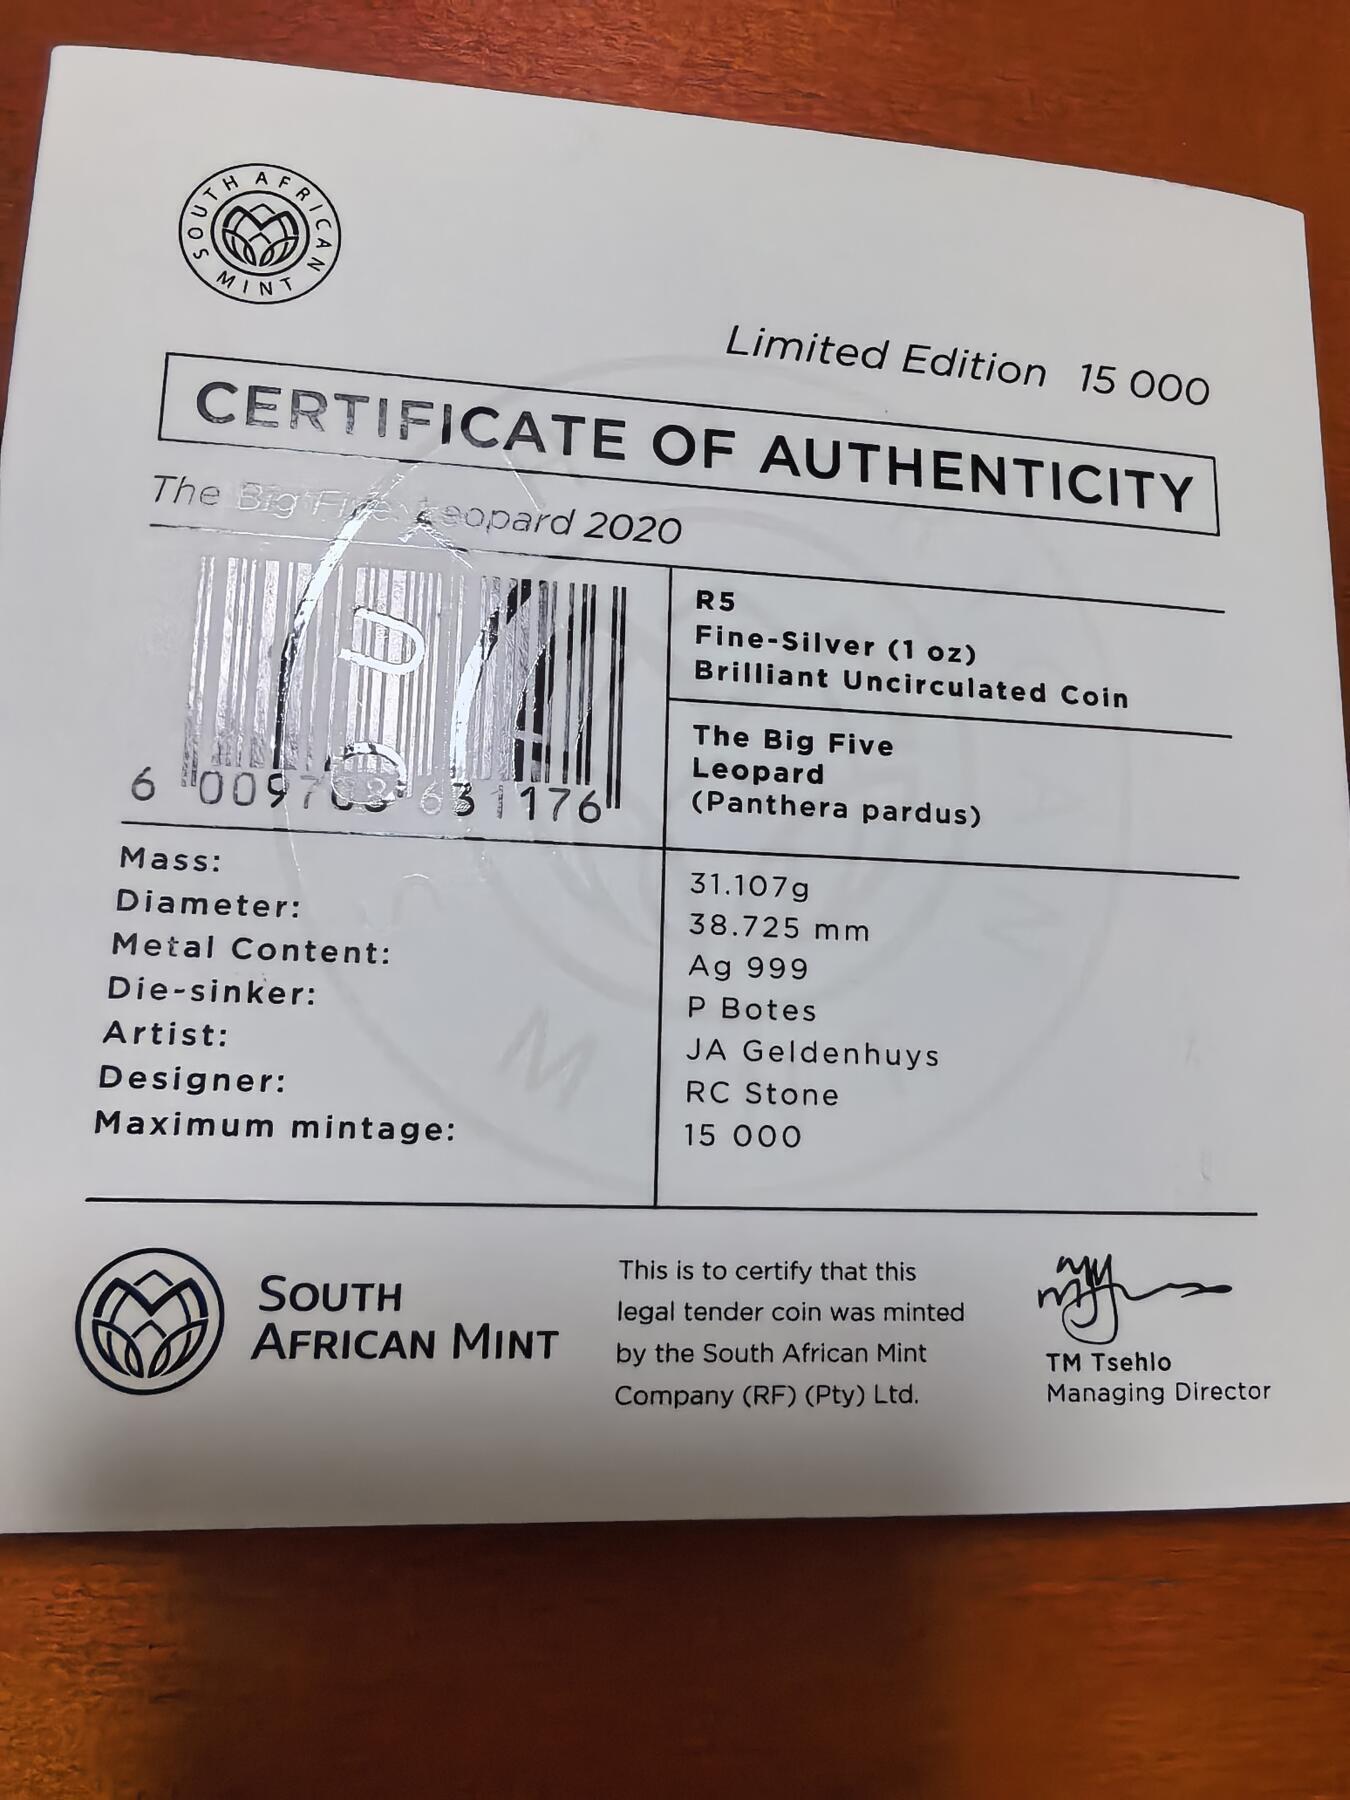 SOUTH AFRICAN MINT
Limited Edition 15 000
CERTIFICATE OF AUTHENTICITY
The Big Five Leopard 2020
R5
Fine-Silver (1 oz)
Brilliant Uncirculated Coin
The Big Five
Leopard
(Panthera pardus)
6 009703 63 176
Mass: 31.107g
Diameter: 38.725 mm
Metal Content: Ag 999
Die-sinker: P Botes
Artist: JA Geldenhuys
Designer: RC Stone
Maximum mintage: 15 000
SOUTH
AFRICAN MINT
This is to certify that this
legal tender coin was minted
by the South African Mint
Company (RF) (Pty) Ltd.
TM Tsehlo
Managing Director